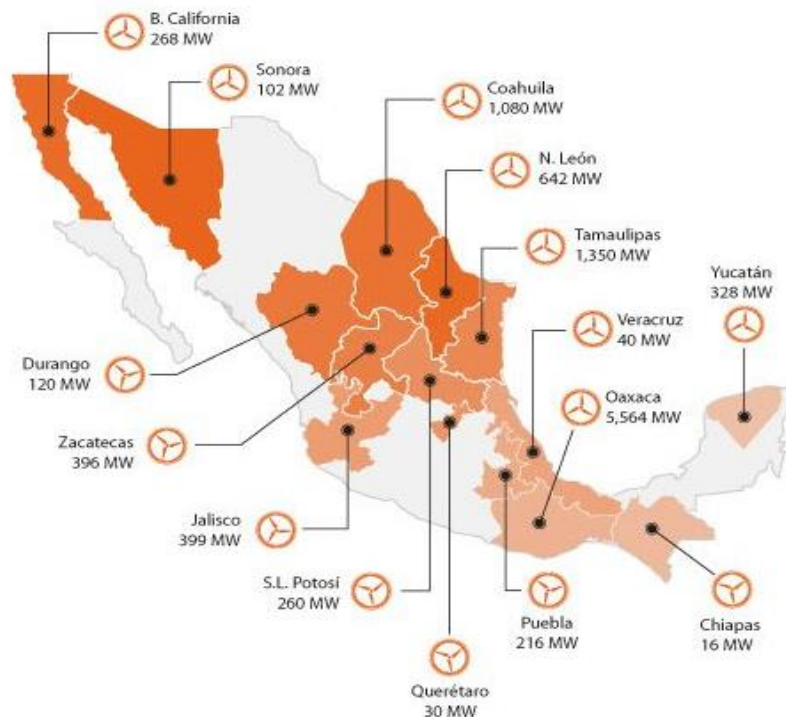 B. California
268 MW
Sonora
102 MW
Coahuila
1,080 MW
N. León
642 MW
Tamaulipas
1,350 MW
Yucatán
328 MW
Veracruz
40 MW
Durango
120 MW
Oaxaca
5,564 MW
Zacatecas
396 MW
Jalisco
399 MW
S.L. Potosí
260 MW
Puebla
216 MW
Chiapas
16 MW
Querétaro
30 MW